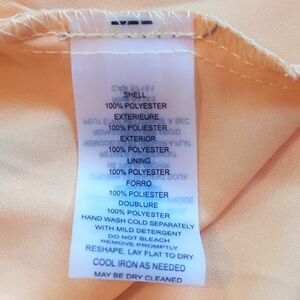 SHELL
100% POLYESTER
EXTERIEURE
100% POLIESTER
EXTERIOR
100% POLYESTER
LINING
100% POLYESTER
FORRO
100% POLIESTER
DOUBLURE
100% POLYESTER
HAND WASH COLD SEPARATELY
WITH MILD DETERGENT
DO NOT BLEACH
REMOVE PROMPTLY
RESHAPE, LAY FLAT TO DRY
COOL IRON AS NEEDED
MAY BE DRY CLEANED